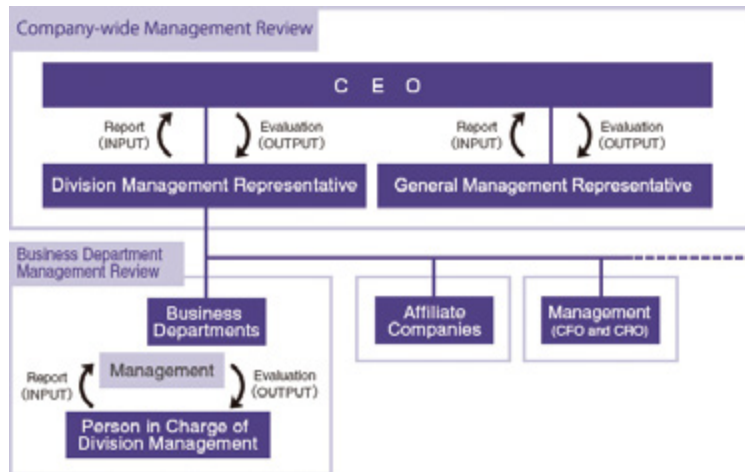 Company-wide Management Review
C E O
Report
(INPUT)
Evaluation
(OUTPUT)
Report
(INPUT)
Evaluation
(OUTPUT)
Division Management Representative
General Management Representative
Business Department
Management Review
Business
Departments
Affiliate
Companies
Management
(CFO and CRO)
Management
Report
(INPUT)
Evaluation
(OUTPUT)
Person in Charge of
Division Management